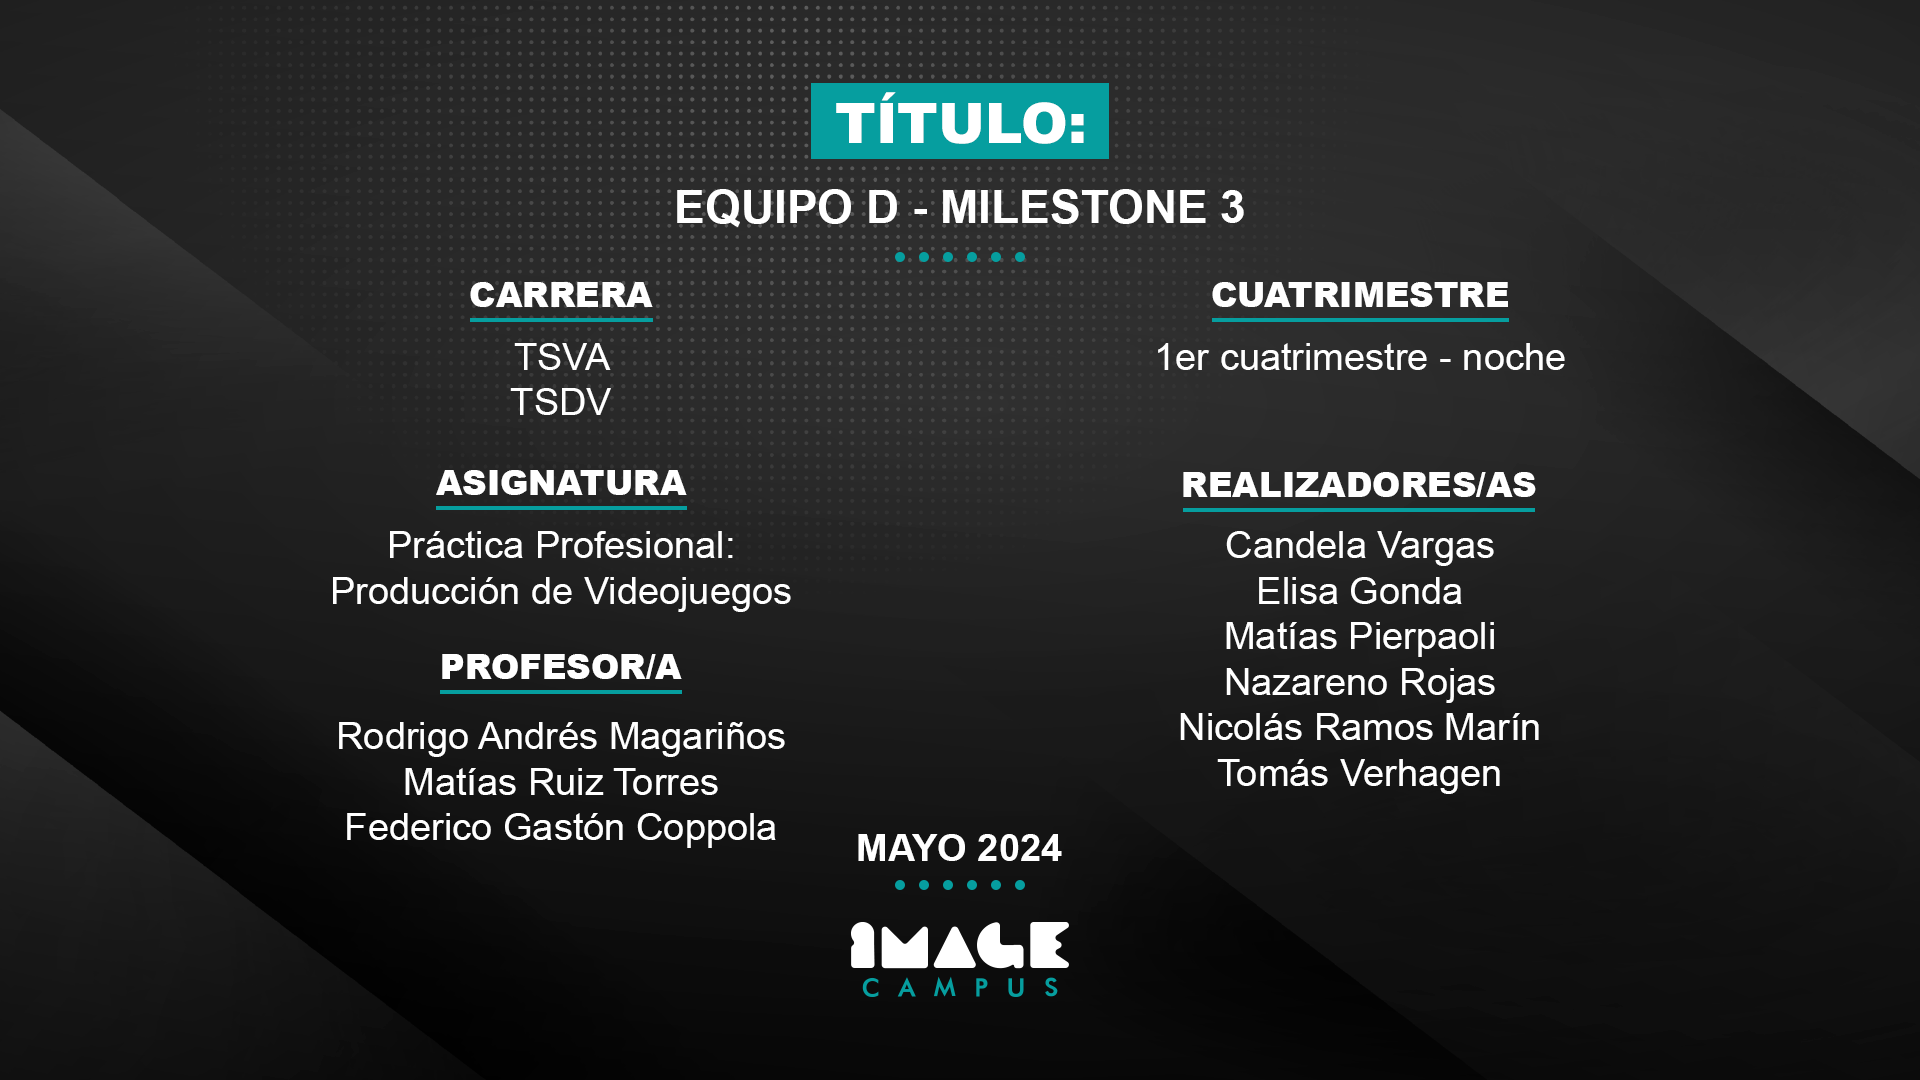 TÍTULO:
EQUIPO D - MILESTONE 3
CARRERA
TSVA
TSDV
ASIGNATURA
Práctica Profesional:
Producción de Videojuegos
PROFESOR/A
Rodrigo Andrés Magariños
Matías Ruiz Torres
Federico Gastón Coppola
CUATRIMESTRE
1er cuatrimestre - noche
REALIZADORES/AS
Candela Vargas
Elisa Gonda
Matías Pierpaoli
Nazareno Rojas
Nicolás Ramos Marín
Tomás Verhagen
MAYO 2024
IMAGE
CAMPUS